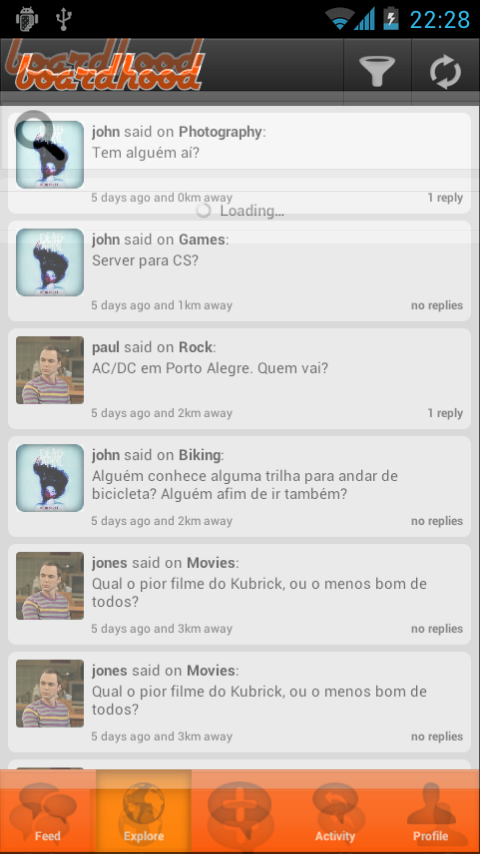 22:28
boardhood
boardhood
john said on Photography:
Tem alguém aí?
5 days ago and 0km away 1 reply
Loading...
john said on Games:
Server para CS?
5 days ago and 1km away no replies
paul said on Rock:
AC/DC em Porto Alegre. Quem vai?
5 days ago and 2km away 1 reply
john said on Biking:
Alguém conhece alguma trilha para andar de
bicicleta? Alguém afim de ir também?
5 days ago and 2km away no replies
jones said on Movies:
Qual o pior filme do Kubrick, ou o menos bom de
todos?
5 days ago and 3km away no replies
jones said on Movies:
Qual o pior filme do Kubrick, ou o menos bom de
todos?
5 days ago and 3km away no replies
Feed Explore Activity Profile